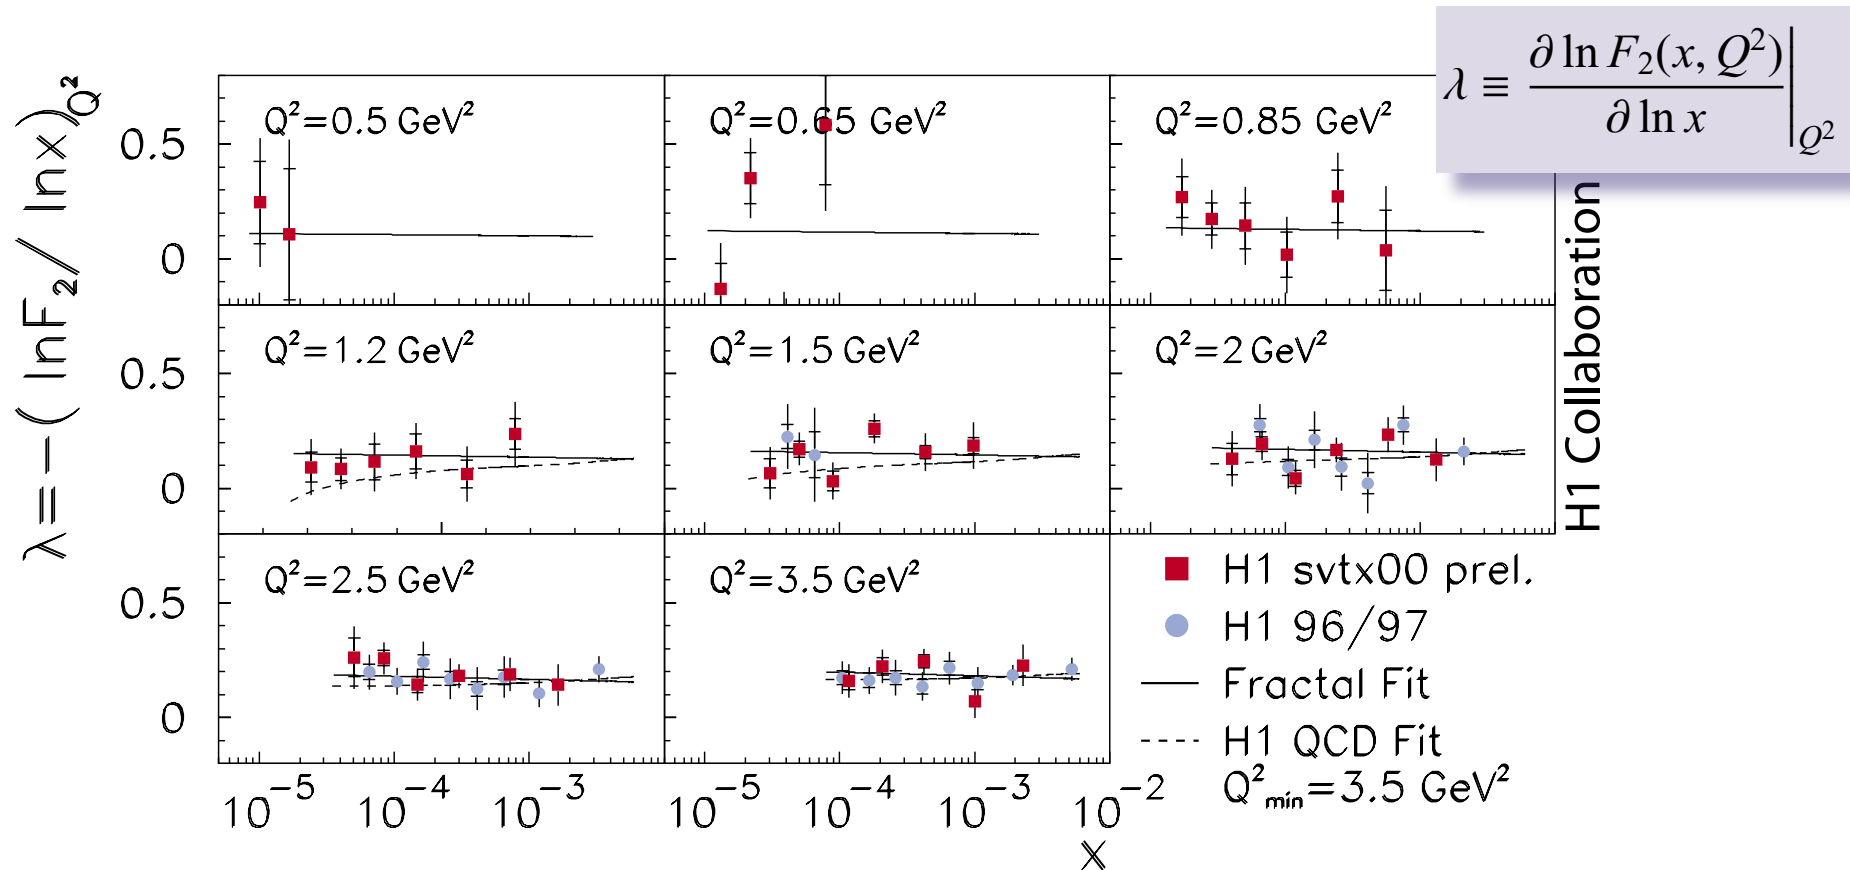 λ ≡ ∂ ln F₂(x, Q²) / ∂ ln x |Q²
λ=−( lnF₂/ lnx)Q²
H1 Collaboration
Q²=0.5 GeV²
Q²=0.65 GeV²
Q²=0.85 GeV²
0.5
0
Q²=1.2 GeV²
Q²=1.5 GeV²
Q²=2 GeV²
0.5
0
Q²=2.5 GeV²
Q²=3.5 GeV²
0.5
0
H1 svtx00 prel.
H1 96/97
Fractal Fit
H1 QCD Fit
Q²min=3.5 GeV²
10⁻⁵ 10⁻⁴ 10⁻³ 10⁻⁵ 10⁻⁴ 10⁻³ 10⁻²
x